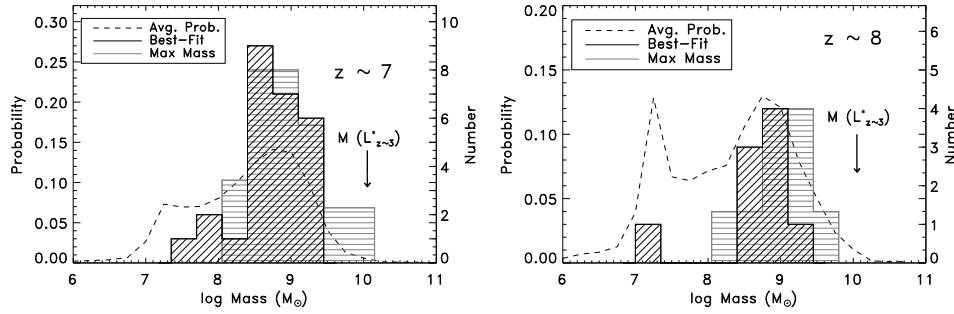 Avg. Prob.
Best-Fit
Max Mass
z ~ 7
M (L*z~3)
Probability
0.30
0.25
0.20
0.15
0.10
0.05
0.00
Number
10
8
6
4
2
0
6 7 8 9 10 11
log Mass (M☉)
Avg. Prob.
Best-Fit
Max Mass
z ~ 8
M (L*z~3)
Probability
0.20
0.15
0.10
0.05
0.00
Number
6
5
4
3
2
1
0
6 7 8 9 10 11
log Mass (M☉)